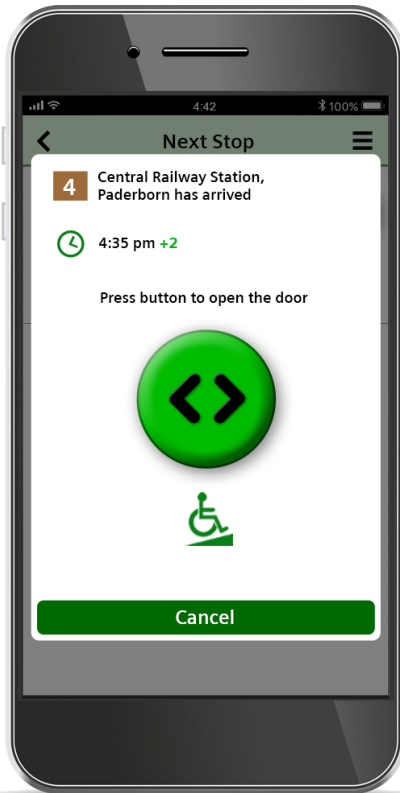 4:42
100%
Next Stop
4
Central Railway Station,
Paderborn has arrived
4:35 pm +2
Press button to open the door
Cancel